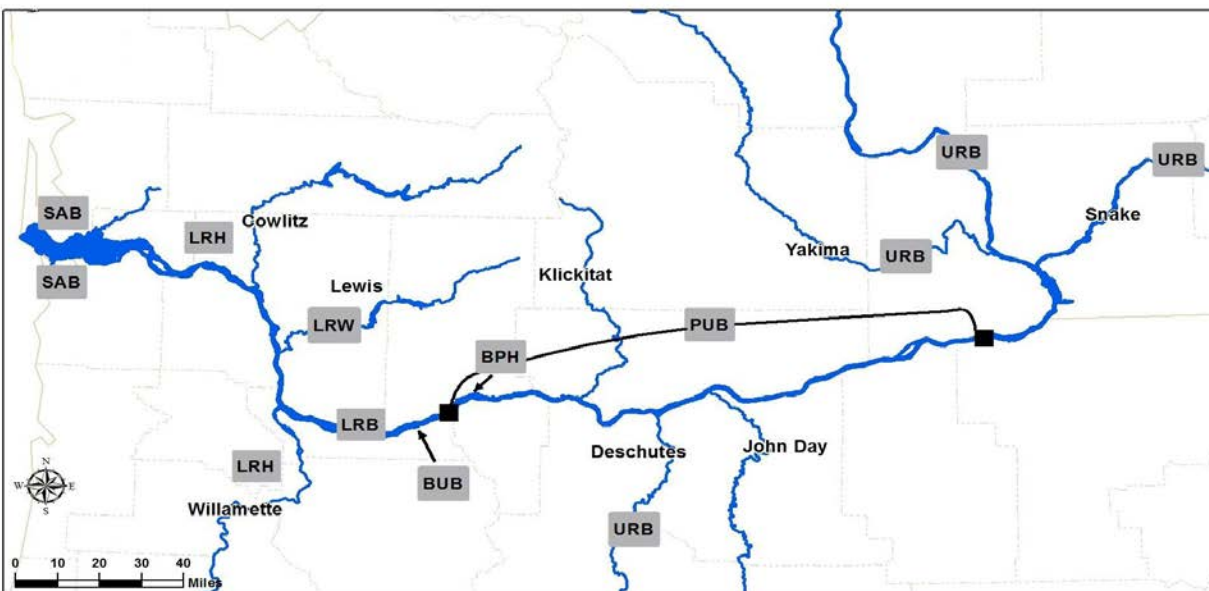 URB
URB
SAB
Cowlitz
Snake
LRH
SAB
Yakima
URB
Klickitat
Lewis
LRW
PUB
BPH
LRB
Deschutes
John Day
LRH
BUB
N
W
E
S
Willamette
URB
0 10 20 30 40
Miles